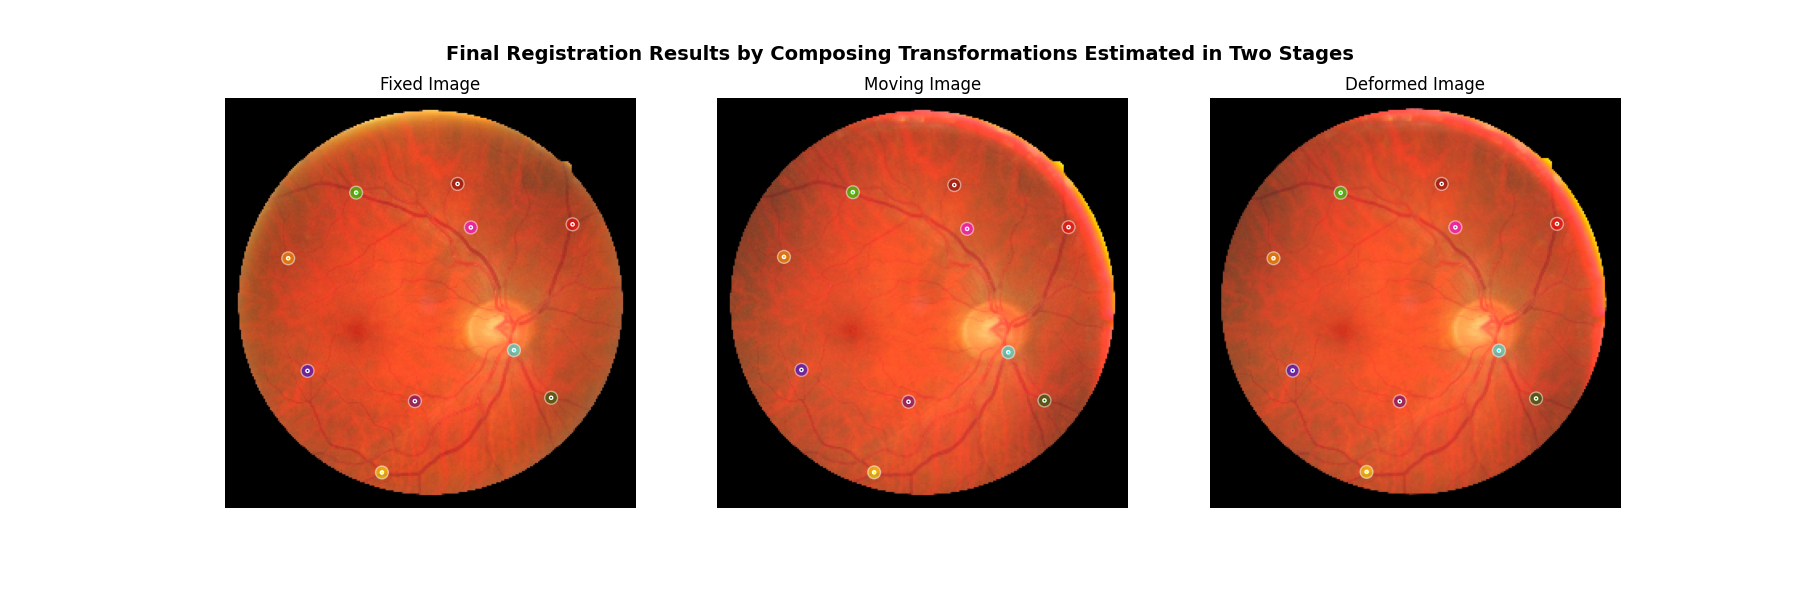 Final Registration Results by Composing Transformations Estimated in Two Stages
Fixed Image
Moving Image
Deformed Image